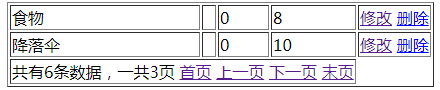 食物 0 8 修改 删除
降落伞 0 10 修改 删除
共有6条数据，一共3页 首页 上一页 下一页 末页